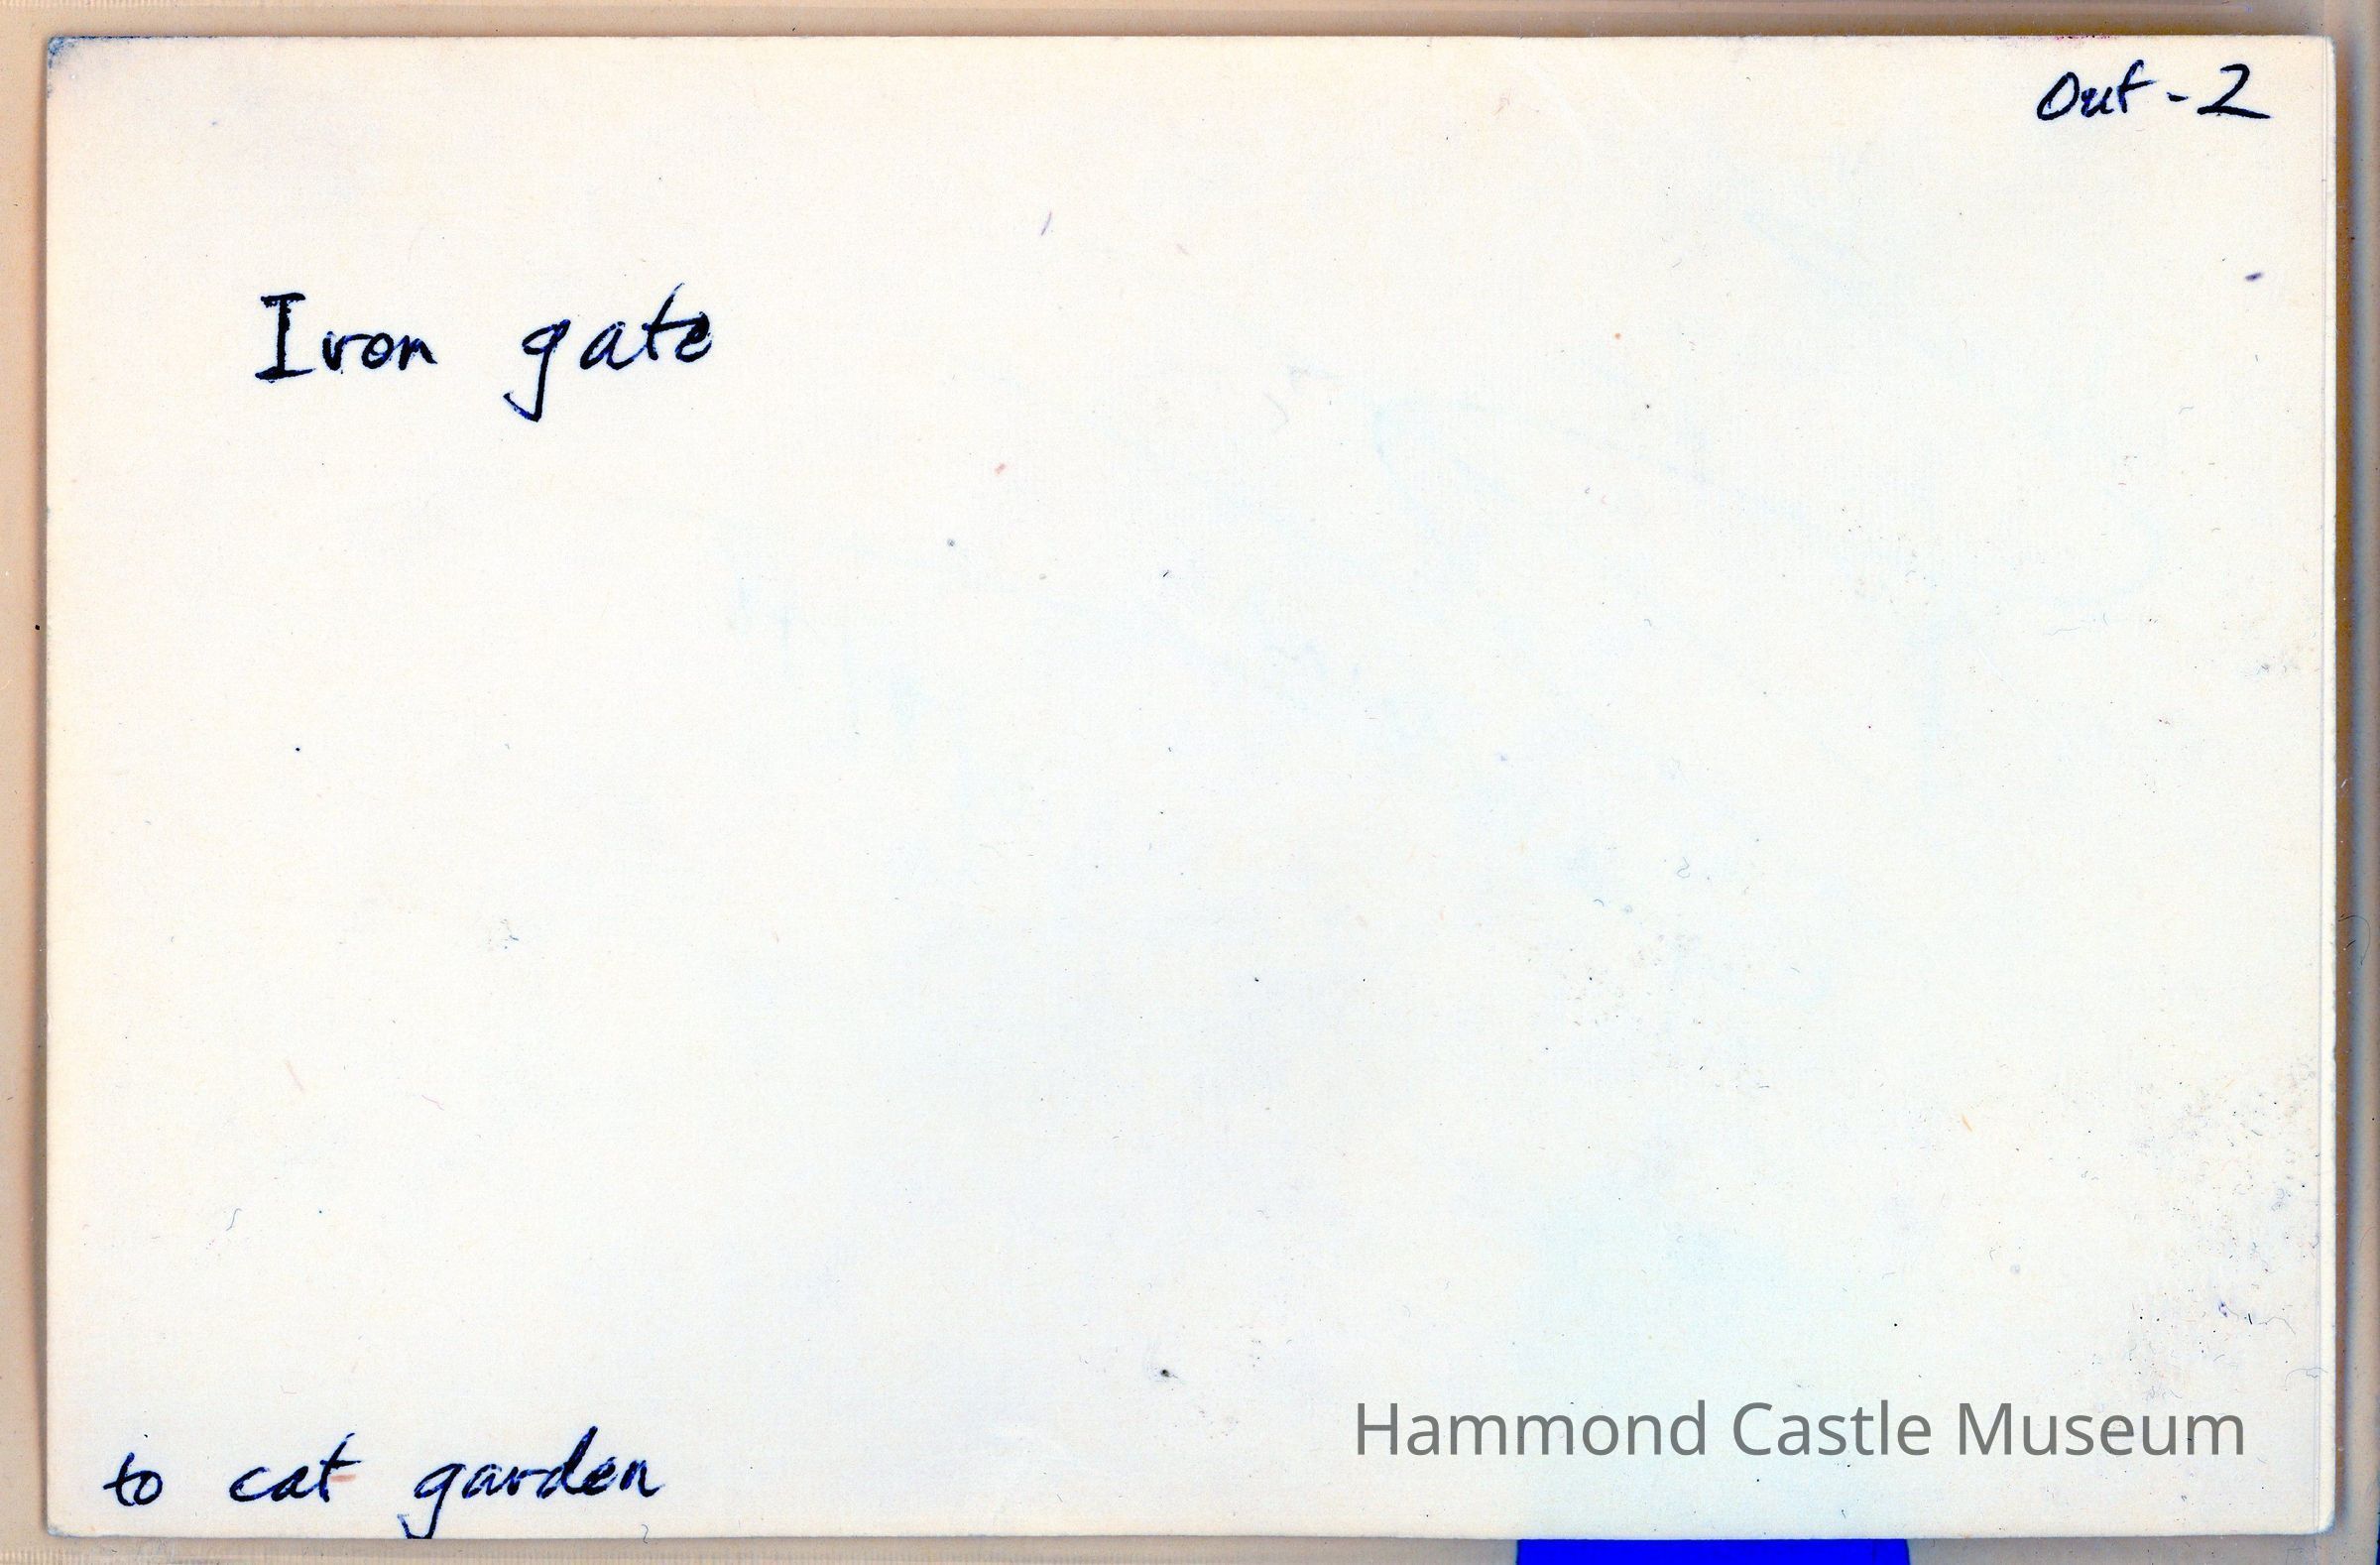 Out-2
Iron gate
to cat garden
Hammond Castle Museum